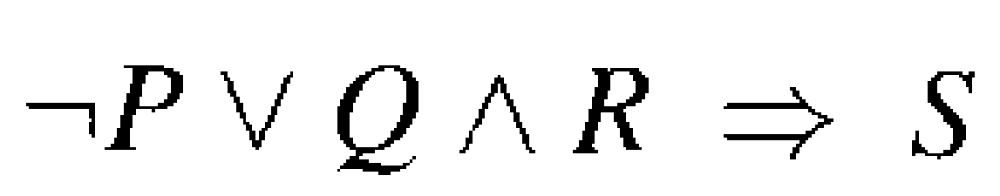 ¬P ∨ Q ∧ R ⇒ S